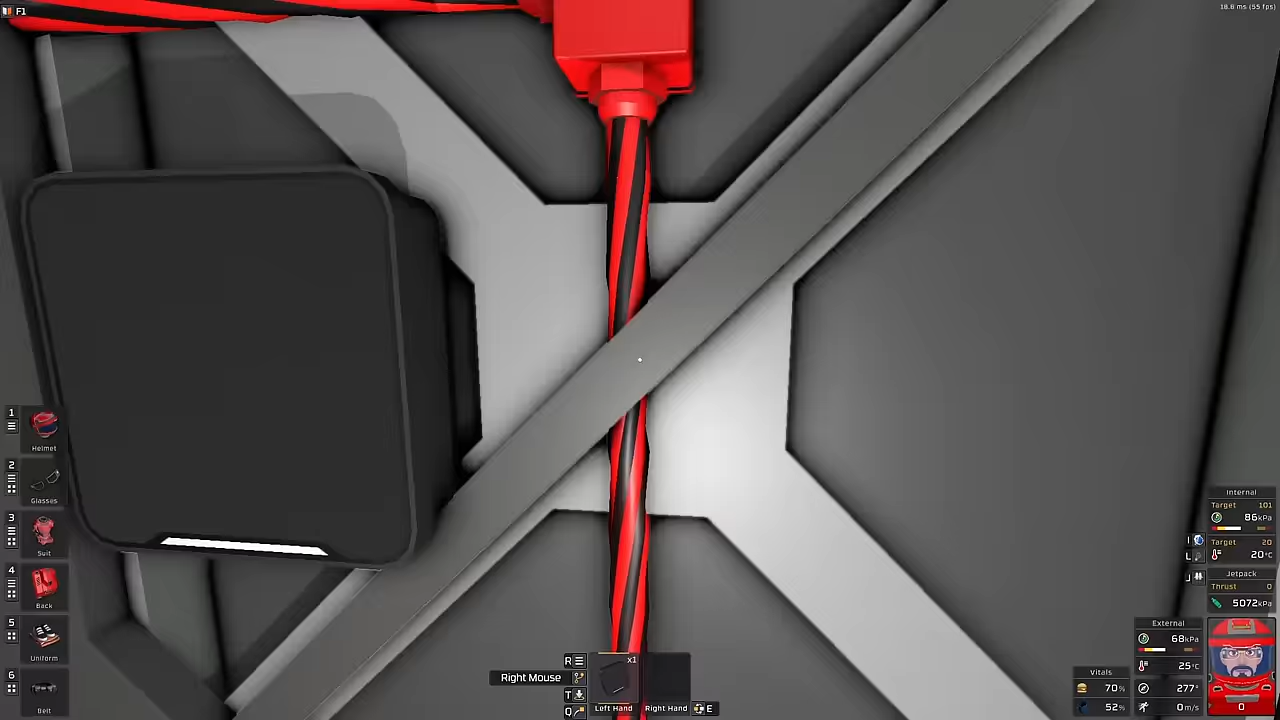 F1
18.8 ms (55 fps)
1
Helmet
2
Glasses
3
Suit
4
Back
5
Uniform
6
Belt
R
x1
Right Mouse
T
Q
Left Hand
Right Hand
E
Internal
Target 101
86kPa
Target 20
20°C
I
L
J
Jetpack
Thrust 0
5072kPa
External
68kPa
25°C
277°
0m/s
Vitals
70%
52%
0